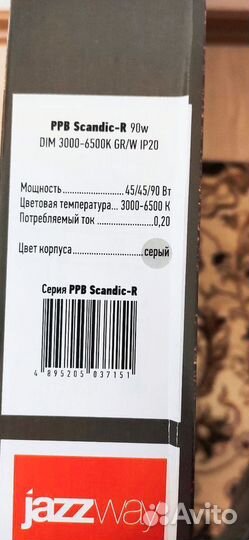 PPB Scandic-R 90w
DIM 3000-6500K GR/W IP20
Мощность ..................... 45/45/90 Вт
Цветовая температура... 3000-6500 К
Потребляемый ток ................... 0,20
Цвет корпуса ................. серый
Серия PPB Scandic-R
4 895205 037151
jazzway
Avito